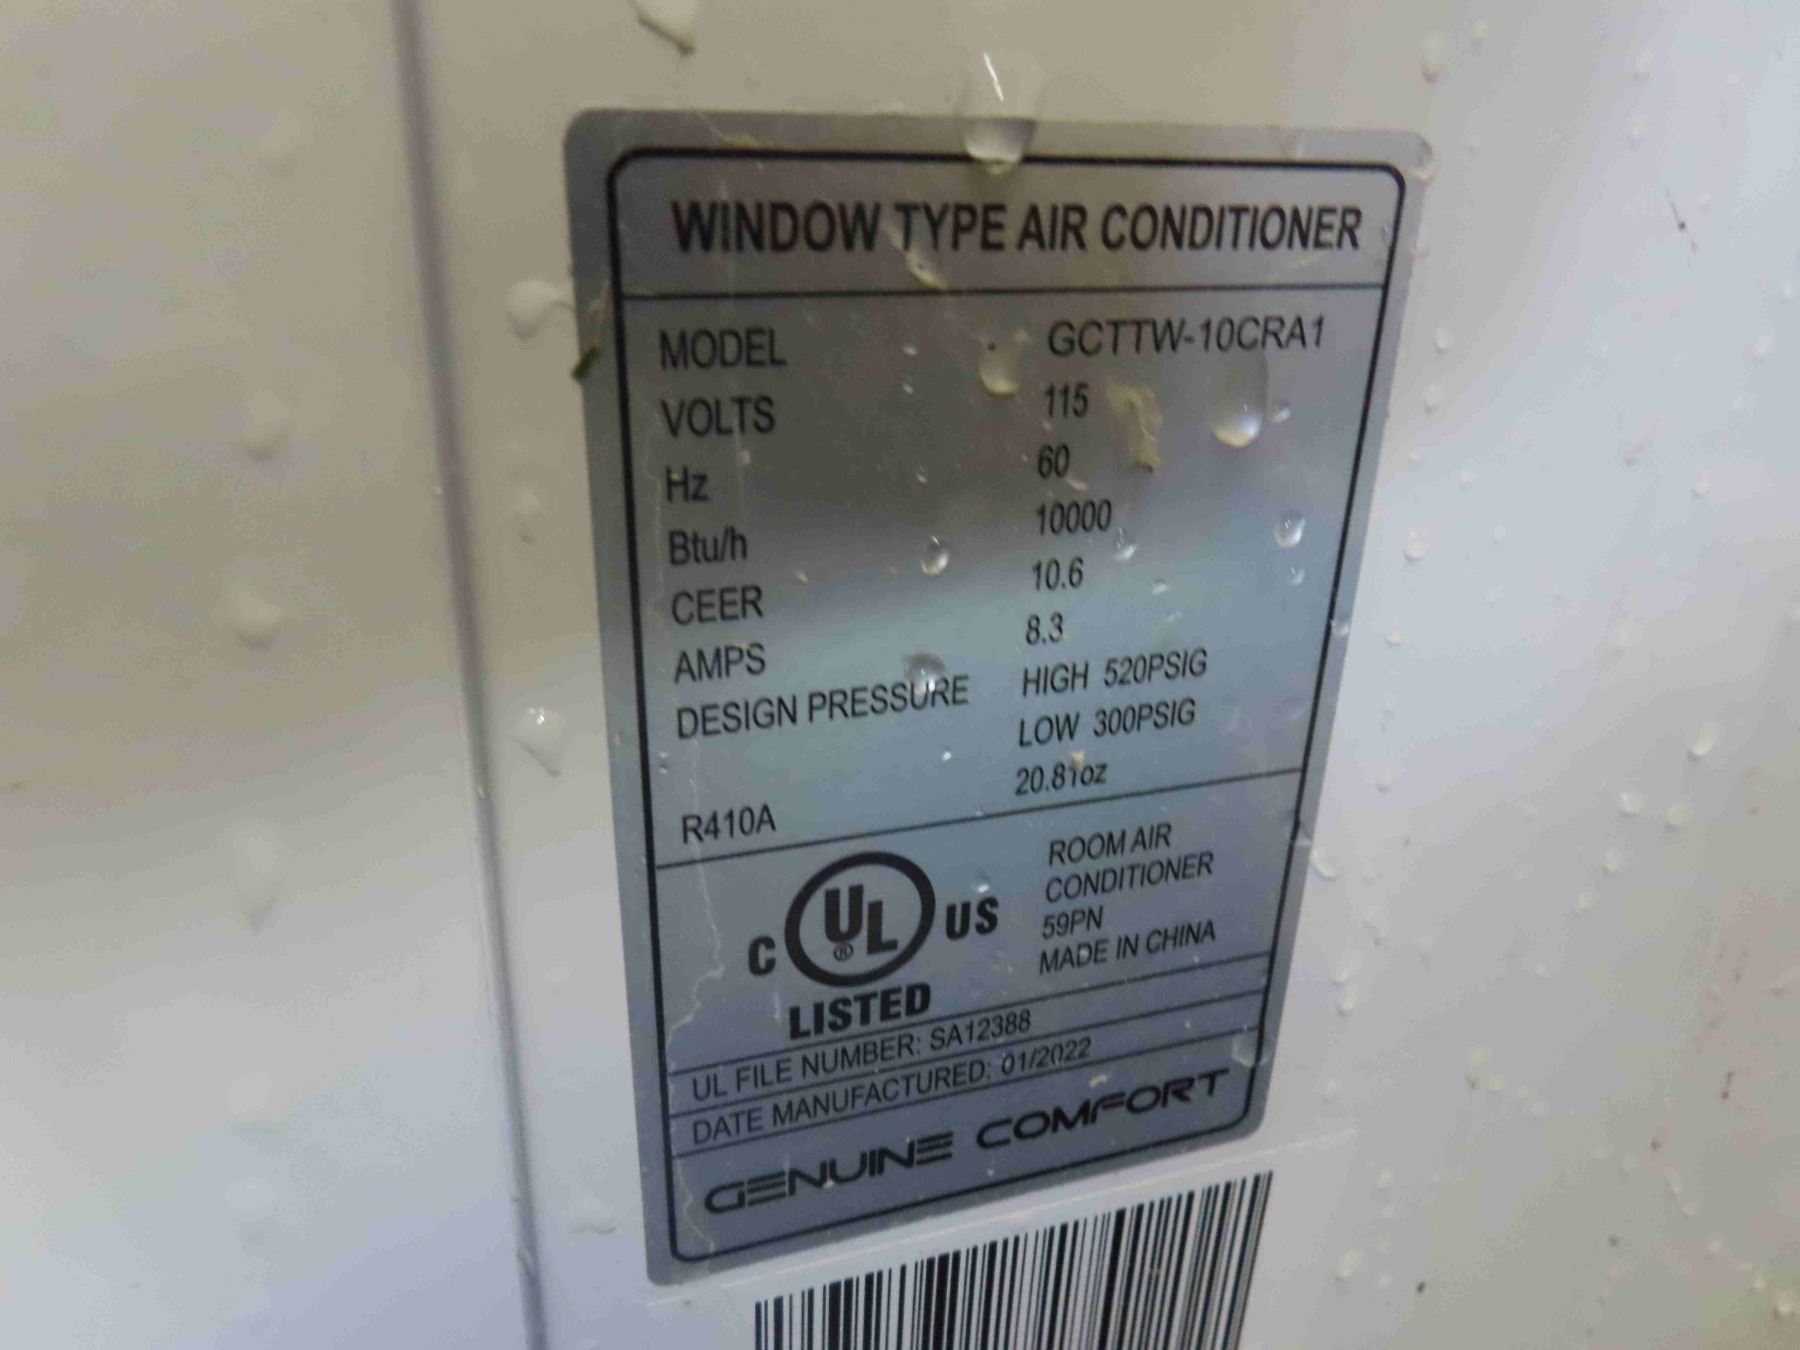 WINDOW TYPE AIR CONDITIONER
MODEL GCTTW-10CRA1
VOLTS 115
Hz 60
Btu/h 10000
CEER 10.6
AMPS 8.3
DESIGN PRESSURE HIGH 520PSIG
LOW 300PSIG
R410A 20.81oz
C UL ® US
LISTED
ROOM AIR
CONDITIONER
59PN
MADE IN CHINA
UL FILE NUMBER: SA12388
DATE MANUFACTURED: 01/2022
GENUINE COMFORT